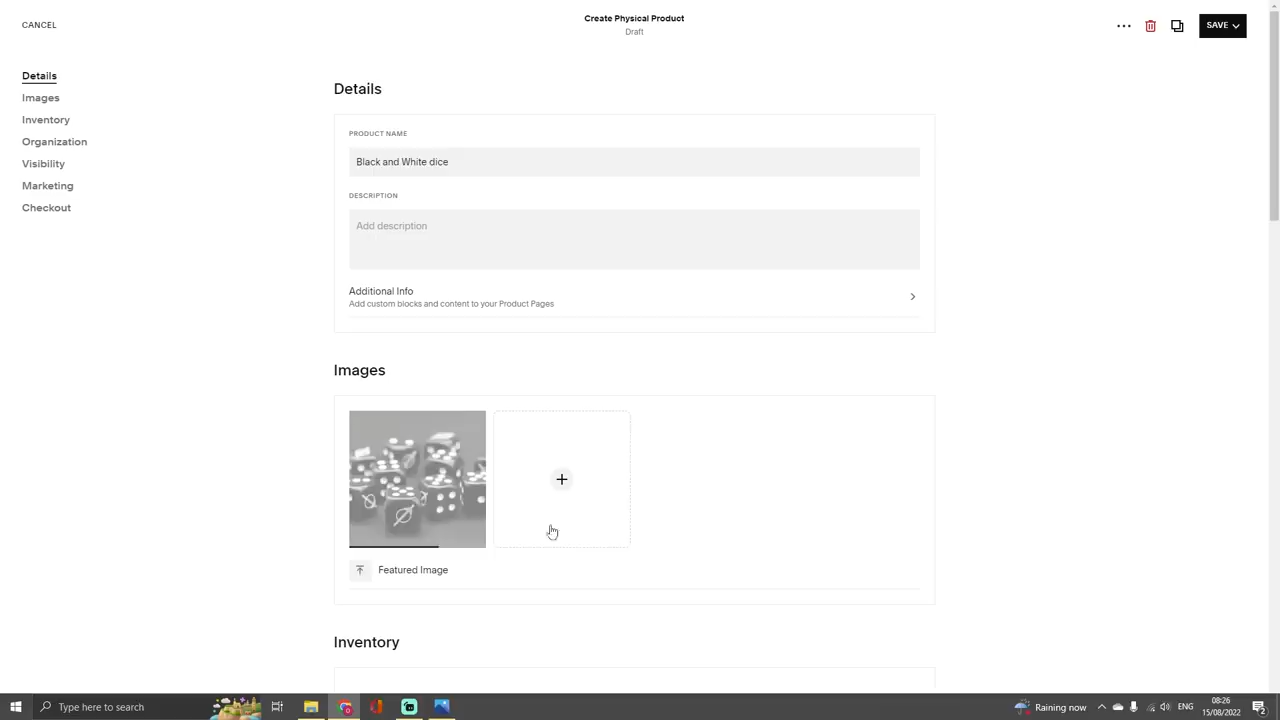 CANCEL
Create Physical Product
Draft
SAVE
Details
Images
Inventory
Organization
Visibility
Marketing
Checkout
Details
PRODUCT NAME
Black and White dice
DESCRIPTION
Add description
Additional Info
Add custom blocks and content to your Product Pages
Images
Featured Image
Inventory
Type here to search
Raining now
ENG
08:26
15/08/2022
2